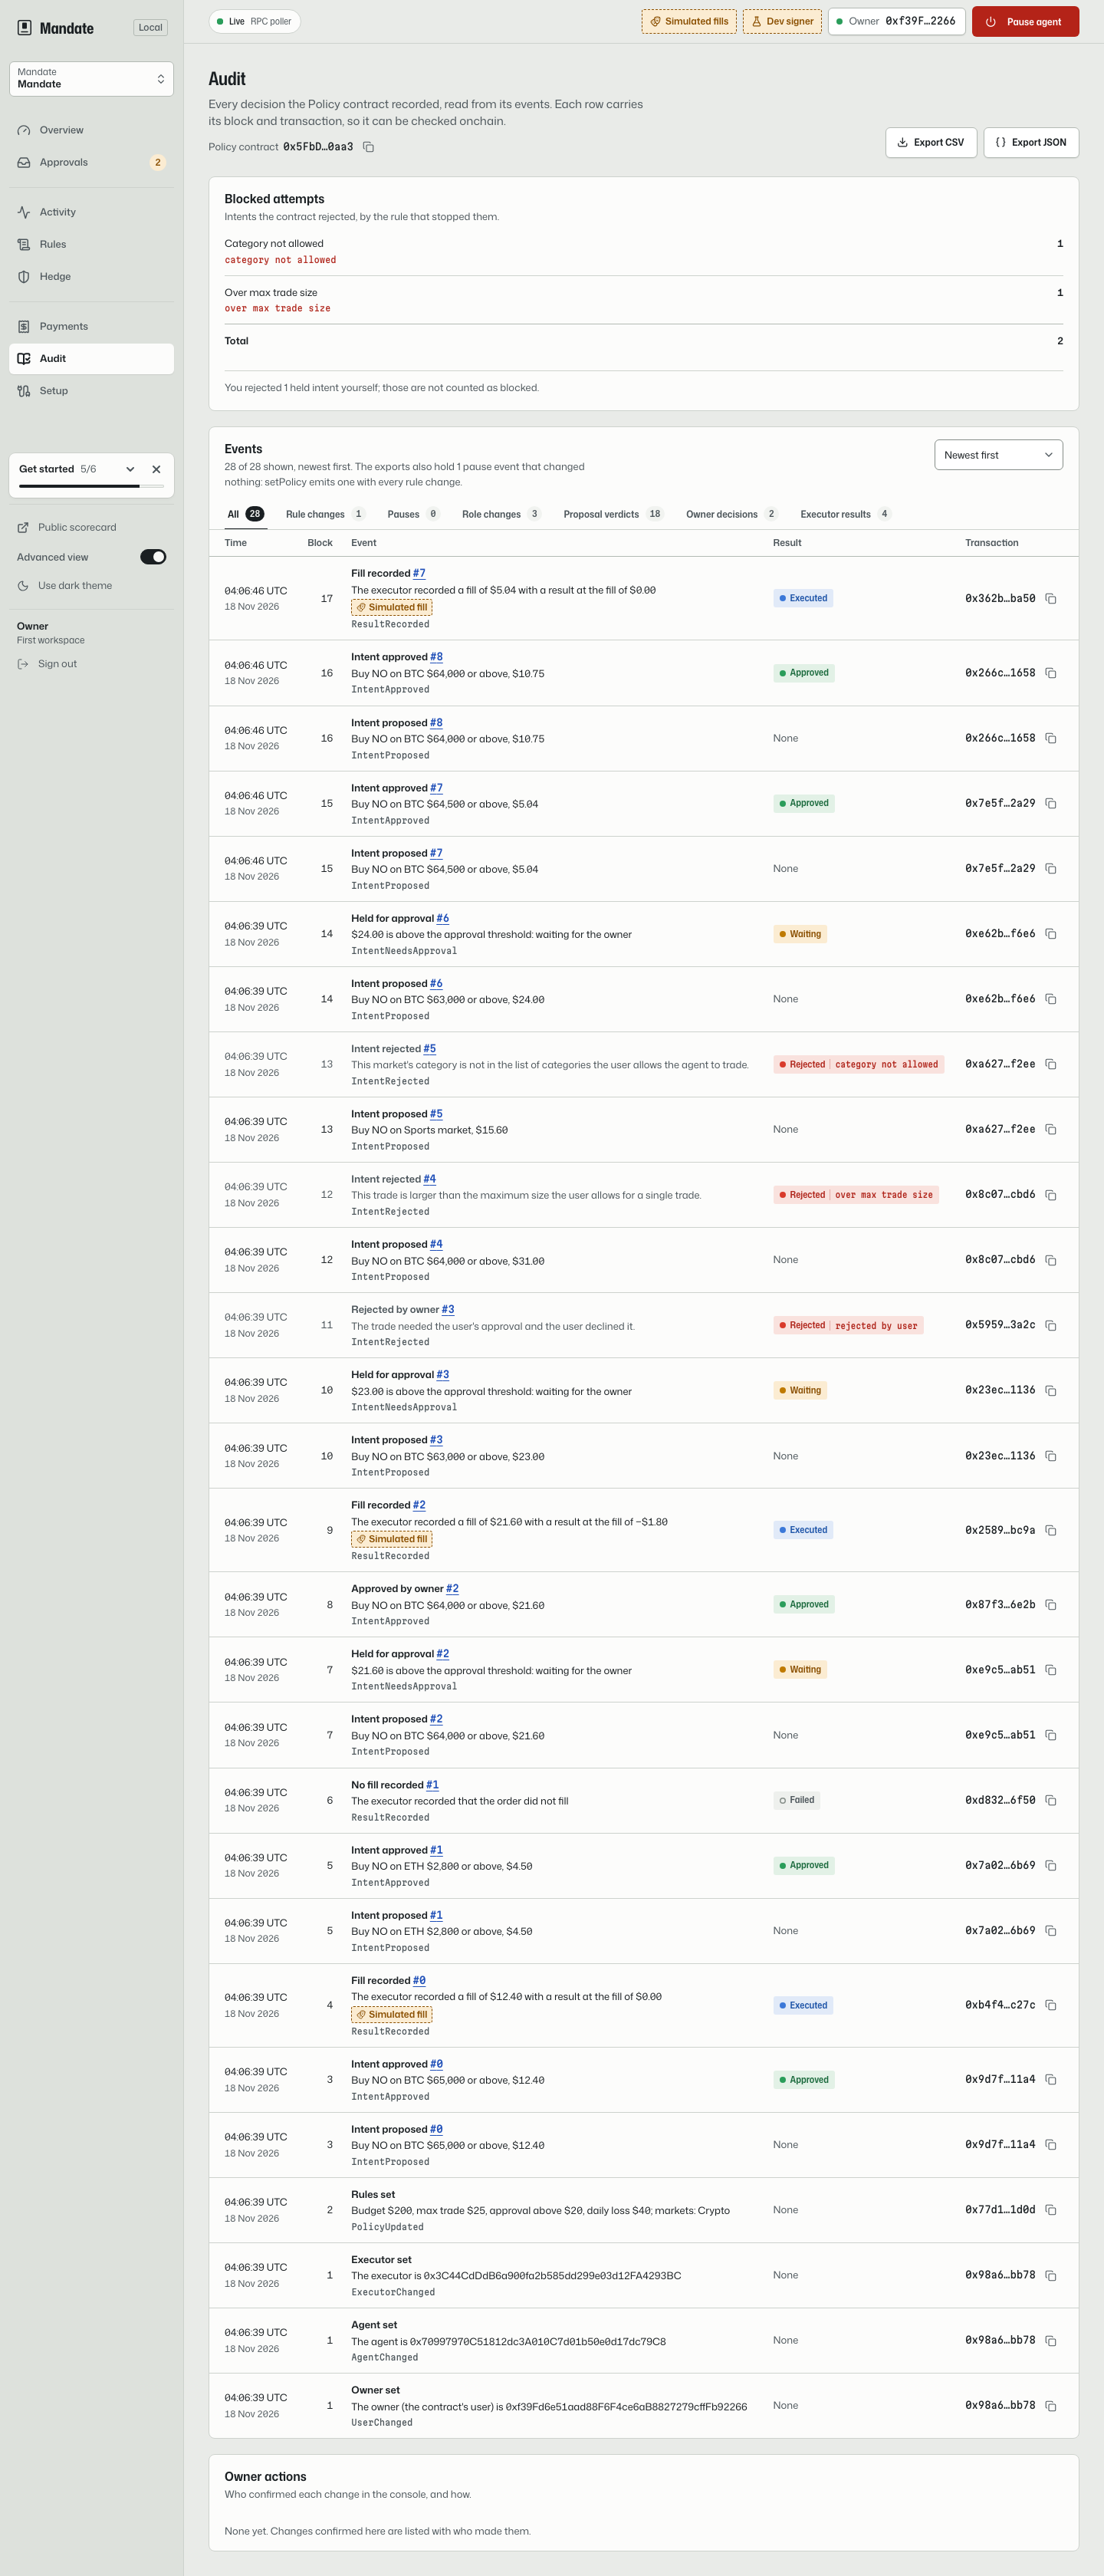 Mandate
Local
Mandate
Mandate
Overview
Approvals
2
Activity
Rules
Hedge
Payments
Audit
Setup
Get started 5/6
Public scorecard
Advanced view
Use dark theme
Owner
First workspace
Sign out
Live RPC poller
Simulated fills
Dev signer
Owner 0xf39F…2266
Pause agent
Audit
Every decision the Policy contract recorded, read from its events. Each row carries
its block and transaction, so it can be checked onchain.
Policy contract 0x5FbD…0aa3
Export CSV
Export JSON
Blocked attempts
Intents the contract rejected, by the rule that stopped them.
Category not allowed 1
category not allowed
Over max trade size 1
over max trade size
Total 2
You rejected 1 held intent yourself; those are not counted as blocked.
Events
28 of 28 shown, newest first. The exports also hold 1 pause event that changed
nothing: setPolicy emits one with every rule change.
Newest first
All 28 Rule changes 1 Pauses 0 Role changes 3 Proposal verdicts 18 Owner decisions 2 Executor results 4
Time Block Event Result Transaction
04:06:46 UTC
18 Nov 2026
17
Fill recorded #7
The executor recorded a fill of $5.04 with a result at the fill of $0.00
Simulated fill
ResultRecorded
Executed
0x362b…ba50
04:06:46 UTC
18 Nov 2026
16
Intent approved #8
Buy NO on BTC $64,000 or above, $10.75
IntentApproved
Approved
0x266c…1658
04:06:46 UTC
18 Nov 2026
16
Intent proposed #8
Buy NO on BTC $64,000 or above, $10.75
IntentProposed
None
0x266c…1658
04:06:46 UTC
18 Nov 2026
15
Intent approved #7
Buy NO on BTC $64,500 or above, $5.04
IntentApproved
Approved
0x7e5f…2a29
04:06:46 UTC
18 Nov 2026
15
Intent proposed #7
Buy NO on BTC $64,500 or above, $5.04
IntentProposed
None
0x7e5f…2a29
04:06:39 UTC
18 Nov 2026
14
Held for approval #6
$24.00 is above the approval threshold: waiting for the owner
IntentNeedsApproval
Waiting
0xe62b…f6e6
04:06:39 UTC
18 Nov 2026
14
Intent proposed #6
Buy NO on BTC $63,000 or above, $24.00
IntentProposed
None
0xe62b…f6e6
04:06:39 UTC
18 Nov 2026
13
Intent rejected #5
This market's category is not in the list of categories the user allows the agent to trade.
IntentRejected
Rejected category not allowed
0xa627…f2ee
04:06:39 UTC
18 Nov 2026
13
Intent proposed #5
Buy NO on Sports market, $15.60
IntentProposed
None
0xa627…f2ee
04:06:39 UTC
18 Nov 2026
12
Intent rejected #4
This trade is larger than the maximum size the user allows for a single trade.
IntentRejected
Rejected over max trade size
0x8c07…cbd6
04:06:39 UTC
18 Nov 2026
12
Intent proposed #4
Buy NO on BTC $64,000 or above, $31.00
IntentProposed
None
0x8c07…cbd6
04:06:39 UTC
18 Nov 2026
11
Rejected by owner #3
The trade needed the user's approval and the user declined it.
IntentRejected
Rejected rejected by user
0x5959…3a2c
04:06:39 UTC
18 Nov 2026
10
Held for approval #3
$23.00 is above the approval threshold: waiting for the owner
IntentNeedsApproval
Waiting
0x23ec…1136
04:06:39 UTC
18 Nov 2026
10
Intent proposed #3
Buy NO on BTC $63,000 or above, $23.00
IntentProposed
None
0x23ec…1136
04:06:39 UTC
18 Nov 2026
9
Fill recorded #2
The executor recorded a fill of $21.60 with a result at the fill of −$1.80
Simulated fill
ResultRecorded
Executed
0x2589…bc9a
04:06:39 UTC
18 Nov 2026
8
Approved by owner #2
Buy NO on BTC $64,000 or above, $21.60
IntentApproved
Approved
0x87f3…6e2b
04:06:39 UTC
18 Nov 2026
7
Held for approval #2
$21.60 is above the approval threshold: waiting for the owner
IntentNeedsApproval
Waiting
0xe9c5…ab51
04:06:39 UTC
18 Nov 2026
7
Intent proposed #2
Buy NO on BTC $64,000 or above, $21.60
IntentProposed
None
0xe9c5…ab51
04:06:39 UTC
18 Nov 2026
6
No fill recorded #1
The executor recorded that the order did not fill
ResultRecorded
Failed
0xd832…6f50
04:06:39 UTC
18 Nov 2026
5
Intent approved #1
Buy NO on ETH $2,800 or above, $4.50
IntentApproved
Approved
0x7a02…6b69
04:06:39 UTC
18 Nov 2026
5
Intent proposed #1
Buy NO on ETH $2,800 or above, $4.50
IntentProposed
None
0x7a02…6b69
04:06:39 UTC
18 Nov 2026
4
Fill recorded #0
The executor recorded a fill of $12.40 with a result at the fill of $0.00
Simulated fill
ResultRecorded
Executed
0xb4f4…c27c
04:06:39 UTC
18 Nov 2026
3
Intent approved #0
Buy NO on BTC $65,000 or above, $12.40
IntentApproved
Approved
0x9d7f…11a4
04:06:39 UTC
18 Nov 2026
3
Intent proposed #0
Buy NO on BTC $65,000 or above, $12.40
IntentProposed
None
0x9d7f…11a4
04:06:39 UTC
18 Nov 2026
2
Rules set
Budget $200, max trade $25, approval above $20, daily loss $40; markets: Crypto
PolicyUpdated
None
0x77d1…1d0d
04:06:39 UTC
18 Nov 2026
1
Executor set
The executor is 0x3C44CdDdB6a900fa2b585dd299e03d12FA4293BC
ExecutorChanged
None
0x98a6…bb78
04:06:39 UTC
18 Nov 2026
1
Agent set
The agent is 0x70997970C51812dc3A010C7d01b50e0d17dc79C8
AgentChanged
None
0x98a6…bb78
04:06:39 UTC
18 Nov 2026
1
Owner set
The owner (the contract's user) is 0xf39Fd6e51aad88F6F4ce6aB8827279cffFb92266
UserChanged
None
0x98a6…bb78
Owner actions
Who confirmed each change in the console, and how.
None yet. Changes confirmed here are listed with who made them.